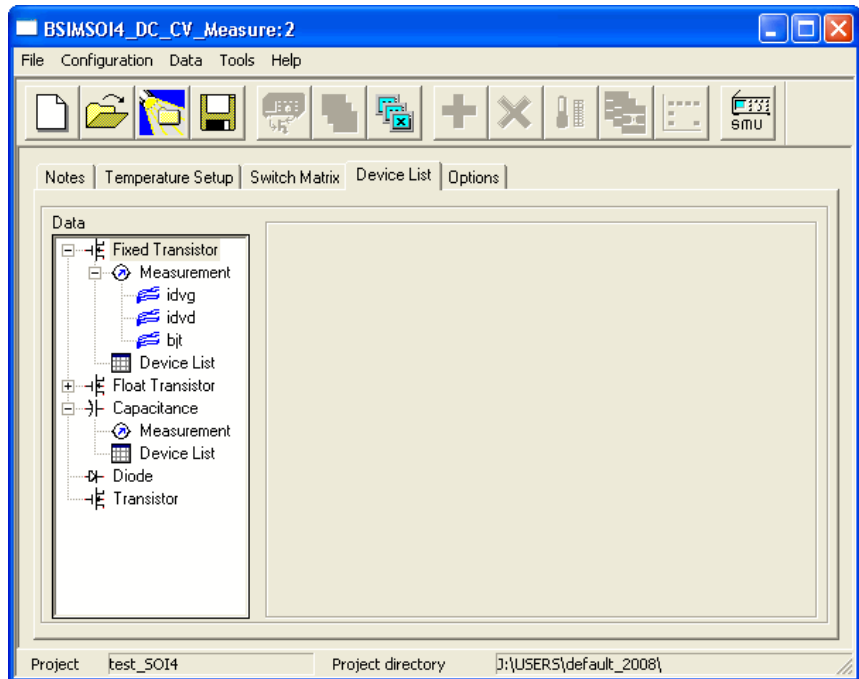 BSIMSOI4_DC_CV_Measure:2
File Configuration Data Tools Help
smu
Notes Temperature Setup Switch Matrix Device List Options
Data
Fixed Transistor
Measurement
idvg
idvd
bjt
Device List
Float Transistor
Capacitance
Measurement
Device List
Diode
Transistor
Project test_SOI4 Project directory J:\USERS\default_2008\